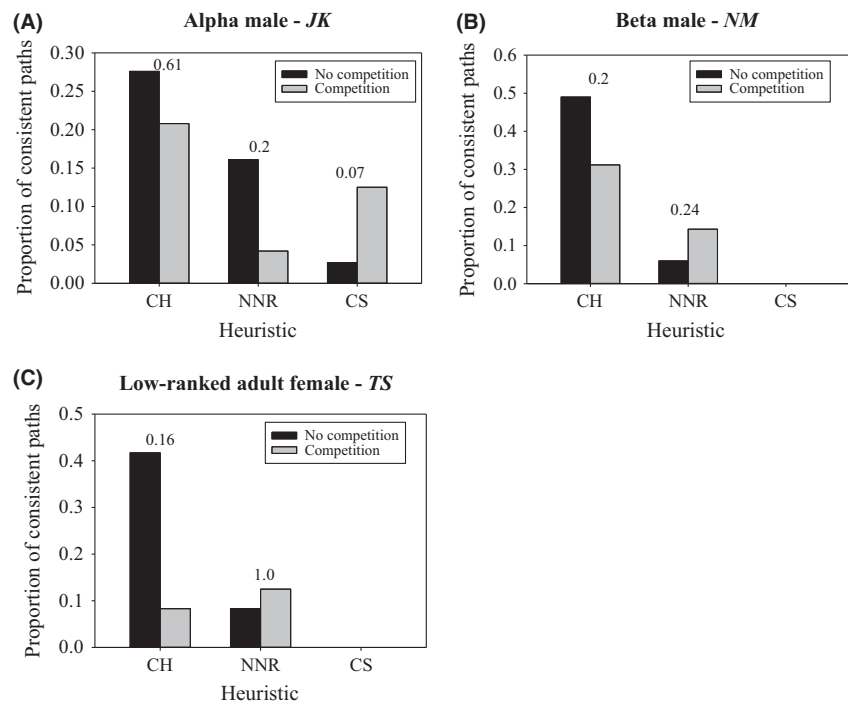 (A)
Alpha male - JK
0.30
0.25
0.20
0.15
0.10
0.05
0.00
Proportion of consistent paths
0.61
0.2
0.07
No competition
Competition
CH NNR CS
Heuristic
(B)
Beta male - NM
0.6
0.5
0.4
0.3
0.2
0.1
0.0
Proportion of consistent paths
0.2
0.24
No competition
Competition
CH NNR CS
Heuristic
(C)
Low-ranked adult female - TS
0.5
0.4
0.3
0.2
0.1
0.0
Proportion of consistent paths
0.16
1.0
No competition
Competition
CH NNR CS
Heuristic